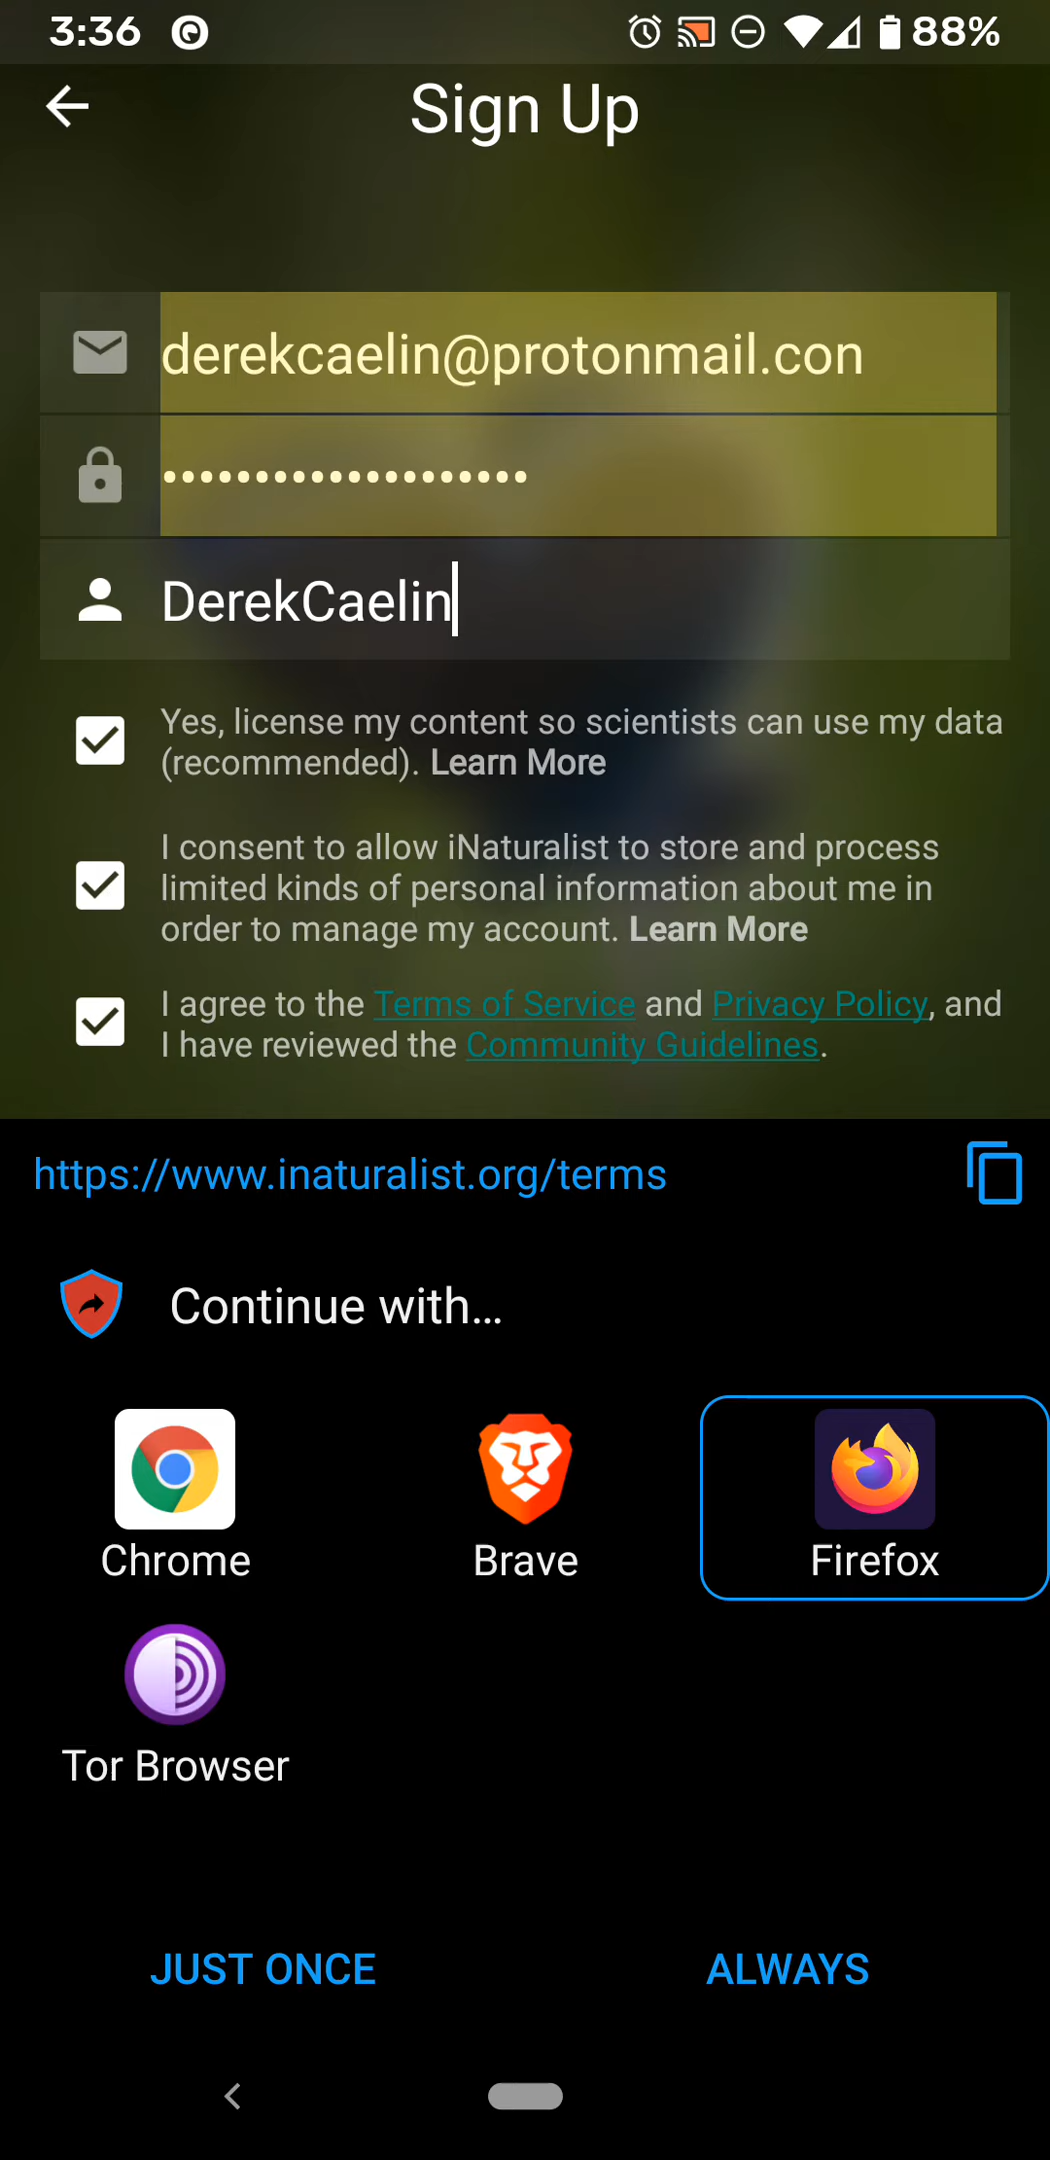 3:36
88%
Sign Up
derekcaelin@protonmail.con
••••••••••••••••••••
DerekCaelin
Yes, license my content so scientists can use my data
(recommended). Learn More
I consent to allow iNaturalist to store and process
limited kinds of personal information about me in
order to manage my account. Learn More
I agree to the Terms of Service and Privacy Policy, and
I have reviewed the Community Guidelines.
https://www.inaturalist.org/terms
Continue with...
Chrome
Brave
Firefox
Tor Browser
JUST ONCE
ALWAYS